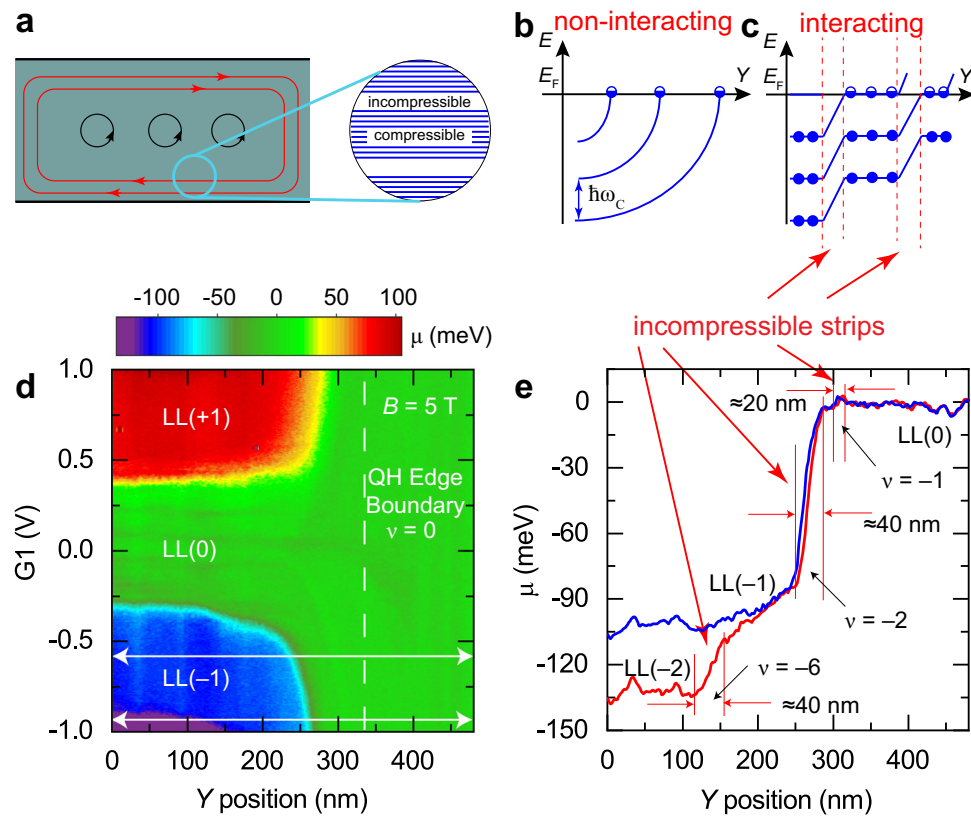 a
incompressible
compressible
b
non-interacting
E
E_F
Y
ħω_C
c
interacting
E
E_F
Y
incompressible strips
-100 -50 0 50 100
μ (meV)
d
LL(+1)
B = 5 T
QH Edge
Boundary
ν = 0
LL(0)
LL(−1)
G1 (V)
1.0
0.5
0.0
-0.5
-1.0
0 100 200 300 400
Y position (nm)
e
≈20 nm
LL(0)
ν = −1
≈40 nm
LL(−1)
ν = −2
LL(−2)
ν = −6
≈40 nm
μ (meV)
0
-30
-60
-90
-120
-150
0 100 200 300 400
Y position (nm)